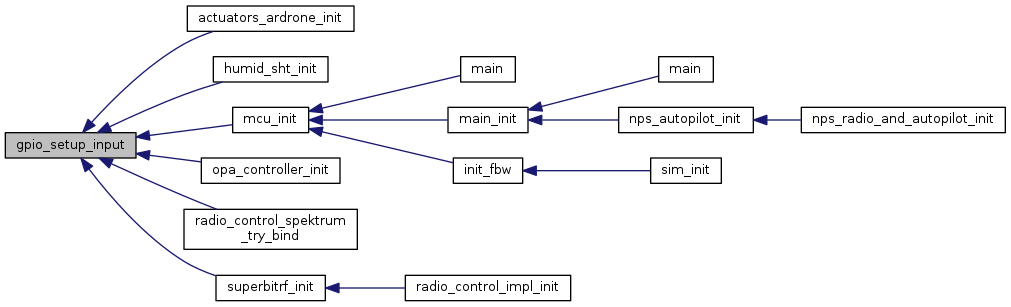 actuators_ardrone_init
humid_sht_init
main
main
mcu_init
main_init
nps_autopilot_init
nps_radio_and_autopilot_init
gpio_setup_input
opa_controller_init
init_fbw
sim_init
radio_control_spektrum
_try_bind
superbitrf_init
radio_control_impl_init